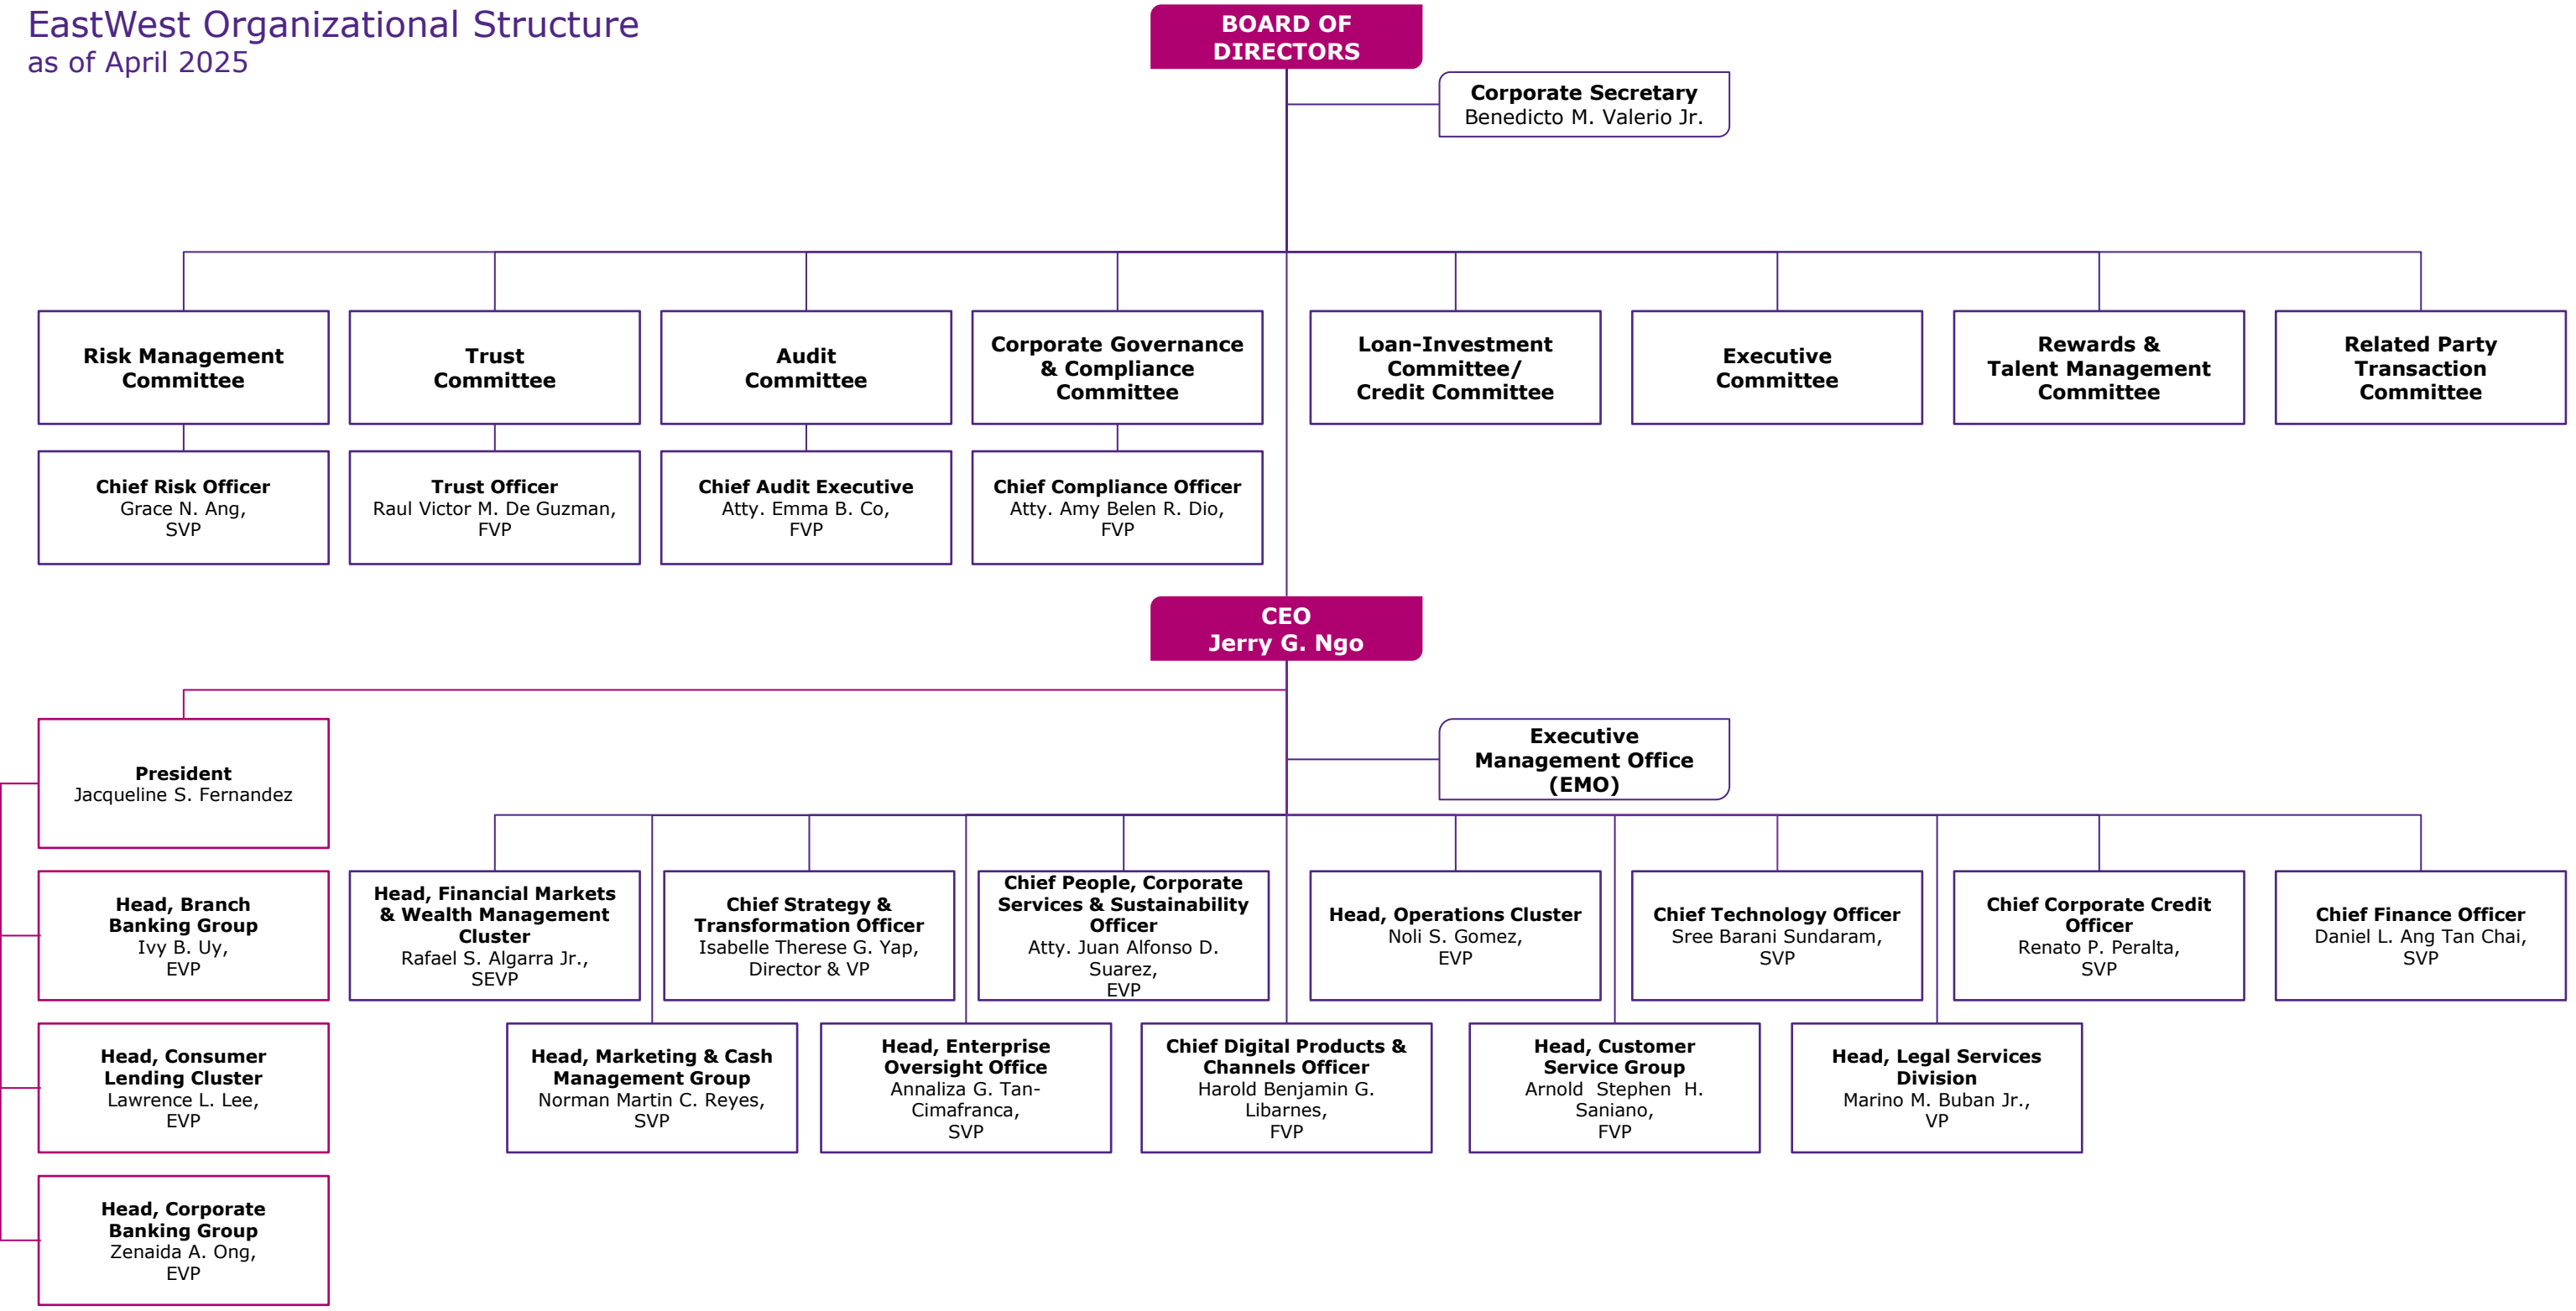 EastWest Organizational Structure
as of April 2025
BOARD OF
DIRECTORS
Corporate Secretary
Benedicto M. Valerio Jr.
Risk Management
Committee
Trust
Committee
Audit
Committee
Corporate Governance
& Compliance
Committee
Loan-Investment
Committee/
Credit Committee
Executive
Committee
Rewards &
Talent Management
Committee
Related Party
Transaction
Committee
Chief Risk Officer
Grace N. Ang,
SVP
Trust Officer
Raul Victor M. De Guzman,
FVP
Chief Audit Executive
Atty. Emma B. Co,
FVP
Chief Compliance Officer
Atty. Amy Belen R. Dio,
FVP
CEO
Jerry G. Ngo
President
Jacqueline S. Fernandez
Executive
Management Office
(EMO)
Head, Branch
Banking Group
Ivy B. Uy,
EVP
Head, Financial Markets
& Wealth Management
Cluster
Rafael S. Algarra Jr.,
SEVP
Chief Strategy &
Transformation Officer
Isabelle Therese G. Yap,
Director & VP
Chief People, Corporate
Services & Sustainability
Officer
Atty. Juan Alfonso D.
Suarez,
EVP
Head, Operations Cluster
Noli S. Gomez,
EVP
Chief Technology Officer
Sree Barani Sundaram,
SVP
Chief Corporate Credit
Officer
Renato P. Peralta,
SVP
Chief Finance Officer
Daniel L. Ang Tan Chai,
SVP
Head, Consumer
Lending Cluster
Lawrence L. Lee,
EVP
Head, Marketing & Cash
Management Group
Norman Martin C. Reyes,
SVP
Head, Enterprise
Oversight Office
Annaliza G. Tan-
Cimafranca,
SVP
Chief Digital Products &
Channels Officer
Harold Benjamin G.
Libarnes,
FVP
Head, Customer
Service Group
Arnold Stephen H.
Saniano,
FVP
Head, Legal Services
Division
Marino M. Buban Jr.,
VP
Head, Corporate
Banking Group
Zenaida A. Ong,
EVP